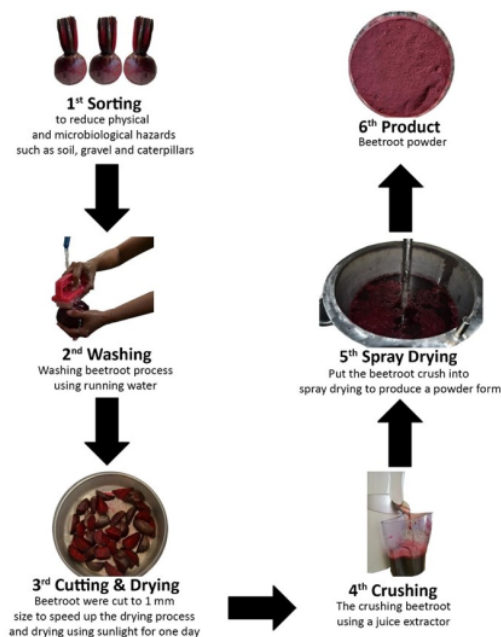 1st Sorting
to reduce physical
and microbiological hazards
such as soil, gravel and caterpillars
2nd Washing
Washing beetroot process
using running water
3rd Cutting & Drying
Beetroot were cut to 1 mm
size to speed up the drying process
and drying using sunlight for one day
4th Crushing
The crushing beetroot
using a juice extractor
5th Spray Drying
Put the beetroot crush into
spray drying to produce a powder form
6th Product
Beetroot powder